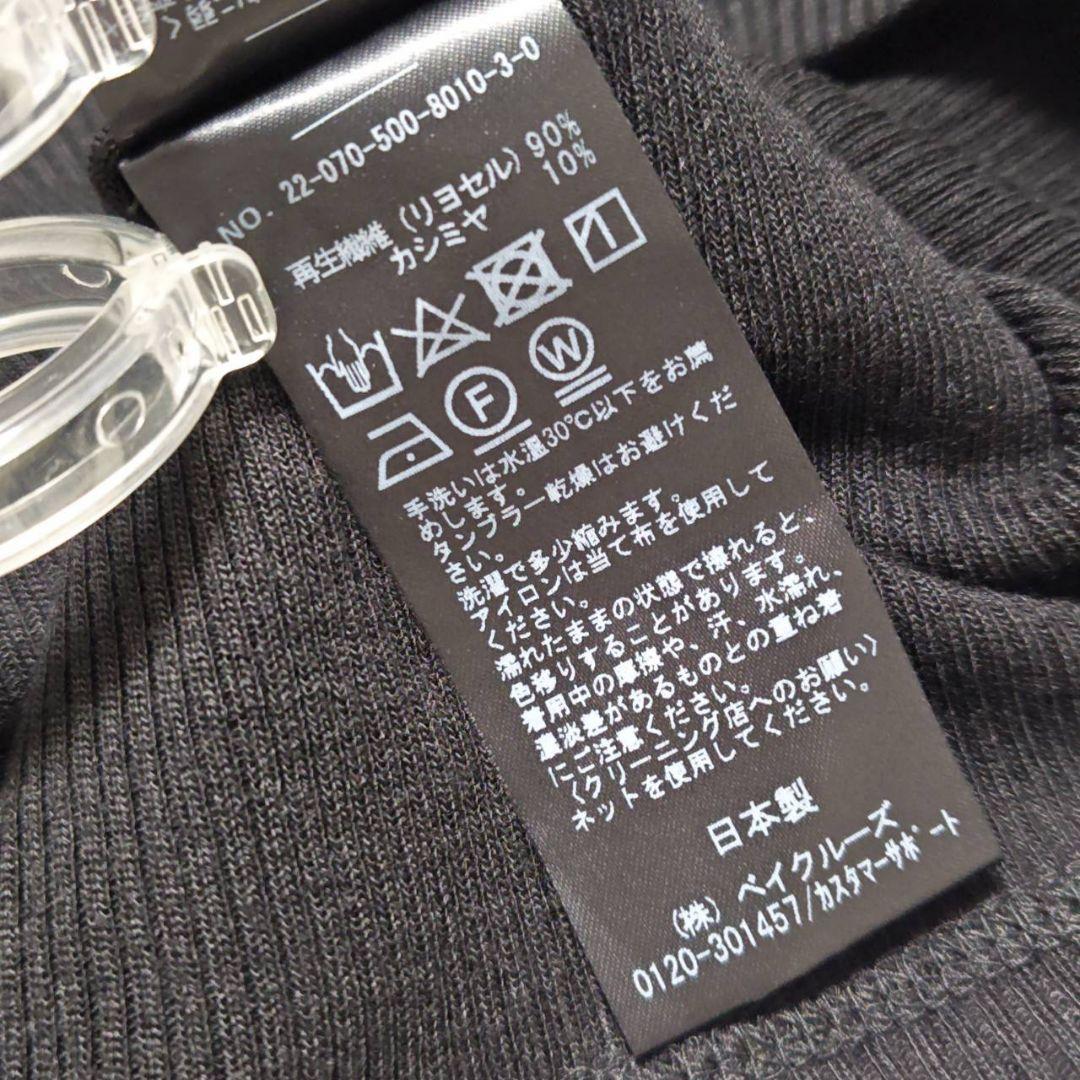 NO. 22-070-500-8010-3-0
再生繊維 (リヨセル) 90%
カシミヤ 10%
F
W
手洗いは水温30℃以下をお薦
めします。
タンブラー乾燥はお避けくだ
さい。
洗濯で多少縮みます。
アイロンは当て布を使用して
ください。
濡れたままの状態で擦れると、
色移りすることがあります。
着用中の摩擦や、汗、水濡れ、
濃淡差があるものとの重ね着
にご注意ください。
〈クリーニング店へのお願い〉
ネットを使用してください。
日本製
(株) ベイクルーズ
0120-301457/カスタマーサポート